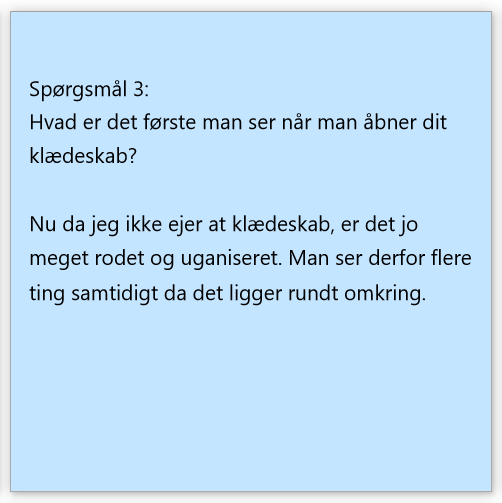 Spørgsmål 3:
Hvad er det første man ser når man åbner dit
klædeskab?
Nu da jeg ikke ejer at klædeskab, er det jo
meget rodet og uganiseret. Man ser derfor flere
ting samtidigt da det ligger rundt omkring.